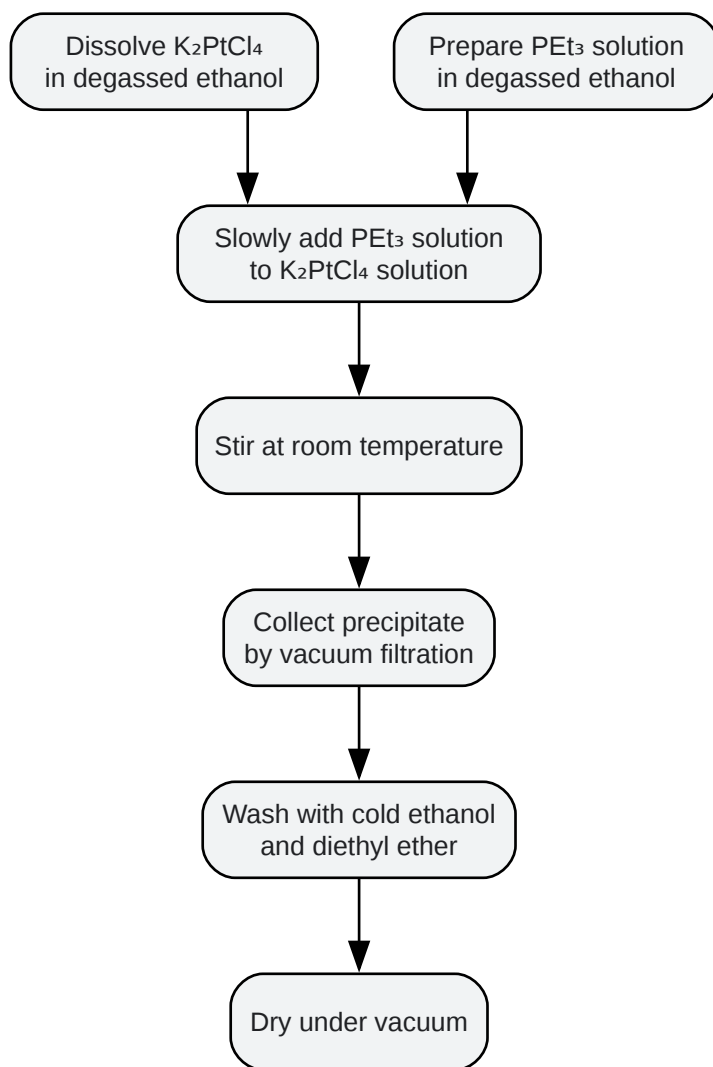 Dissolve K₂PtCl₄
in degassed ethanol
Prepare PEt₃ solution
in degassed ethanol
Slowly add PEt₃ solution
to K₂PtCl₄ solution
Stir at room temperature
Collect precipitate
by vacuum filtration
Wash with cold ethanol
and diethyl ether
Dry under vacuum